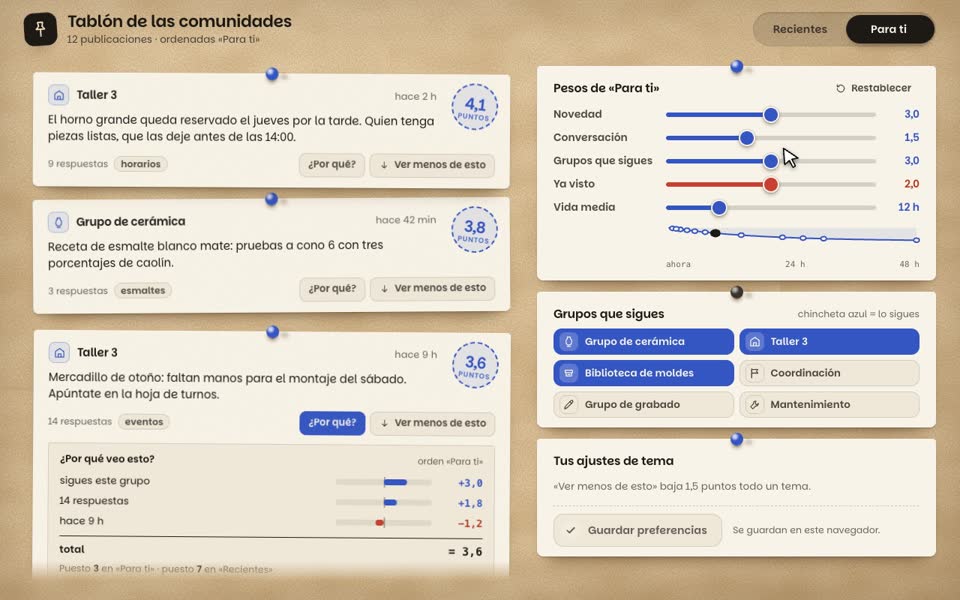 Tablón de las comunidades
12 publicaciones · ordenadas «Para ti»
Recientes
Para ti
Taller 3
hace 2 h
4,1
PUNTOS
El horno grande queda reservado el jueves por la tarde. Quien tenga
piezas listas, que las deje antes de las 14:00.
9 respuestas
horarios
¿Por qué?
↓ Ver menos de esto
Grupo de cerámica
hace 42 min
3,8
PUNTOS
Receta de esmalte blanco mate: pruebas a cono 6 con tres
porcentajes de caolín.
3 respuestas
esmaltes
¿Por qué?
↓ Ver menos de esto
Taller 3
hace 9 h
3,6
PUNTOS
Mercadillo de otoño: faltan manos para el montaje del sábado.
Apúntate en la hoja de turnos.
14 respuestas
eventos
¿Por qué?
↓ Ver menos de esto
¿Por qué veo esto?
orden «Para ti»
sigues este grupo
+3,0
14 respuestas
+1,8
hace 9 h
−1,2
total
= 3,6
Puesto 3 en «Para ti» · puesto 7 en «Recientes»
Pesos de «Para ti»
Restablecer
Novedad
3,0
Conversación
1,5
Grupos que sigues
3,0
Ya visto
2,0
Vida media
12 h
ahora
24 h
48 h
Grupos que sigues
chincheta azul = lo sigues
Grupo de cerámica
Taller 3
Biblioteca de moldes
Coordinación
Grupo de grabado
Mantenimiento
Tus ajustes de tema
«Ver menos de esto» baja 1,5 puntos todo un tema.
Guardar preferencias
Se guardan en este navegador.